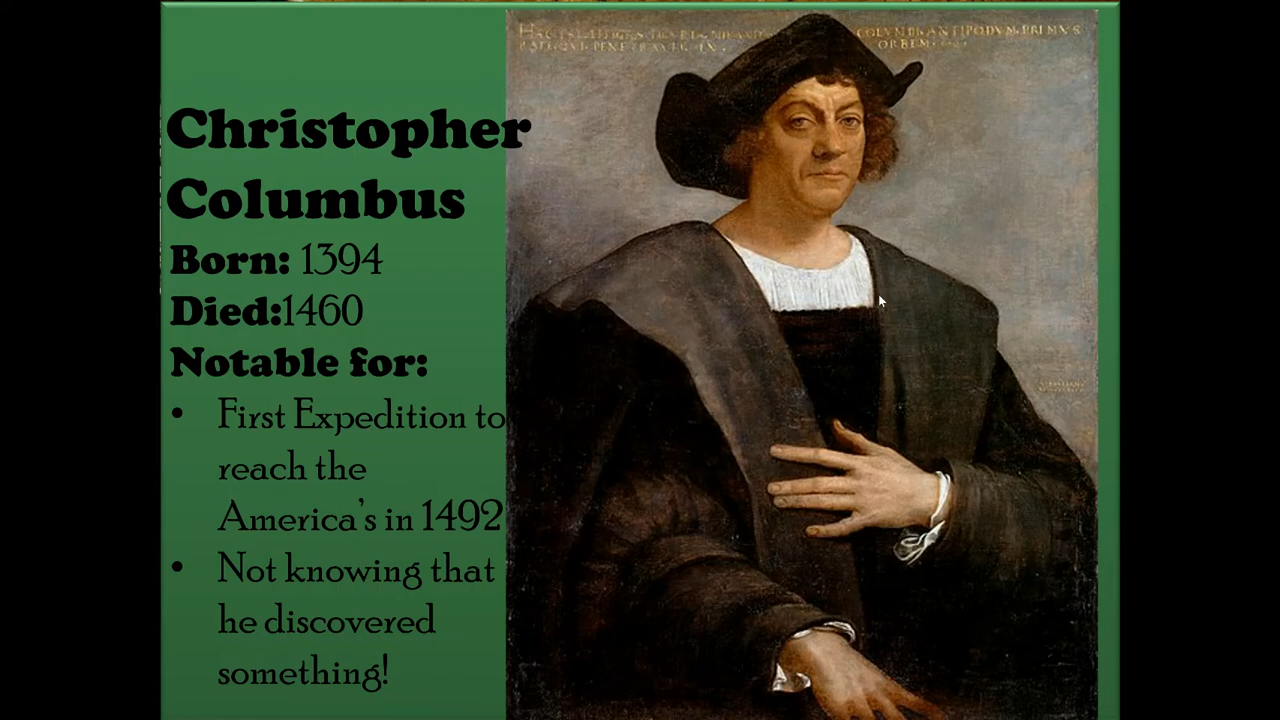 Christopher
Columbus
Born: 1394
Died:1460
Notable for:
• First Expedition to
reach the
America's in 1492
• Not knowing that
he discovered
something!